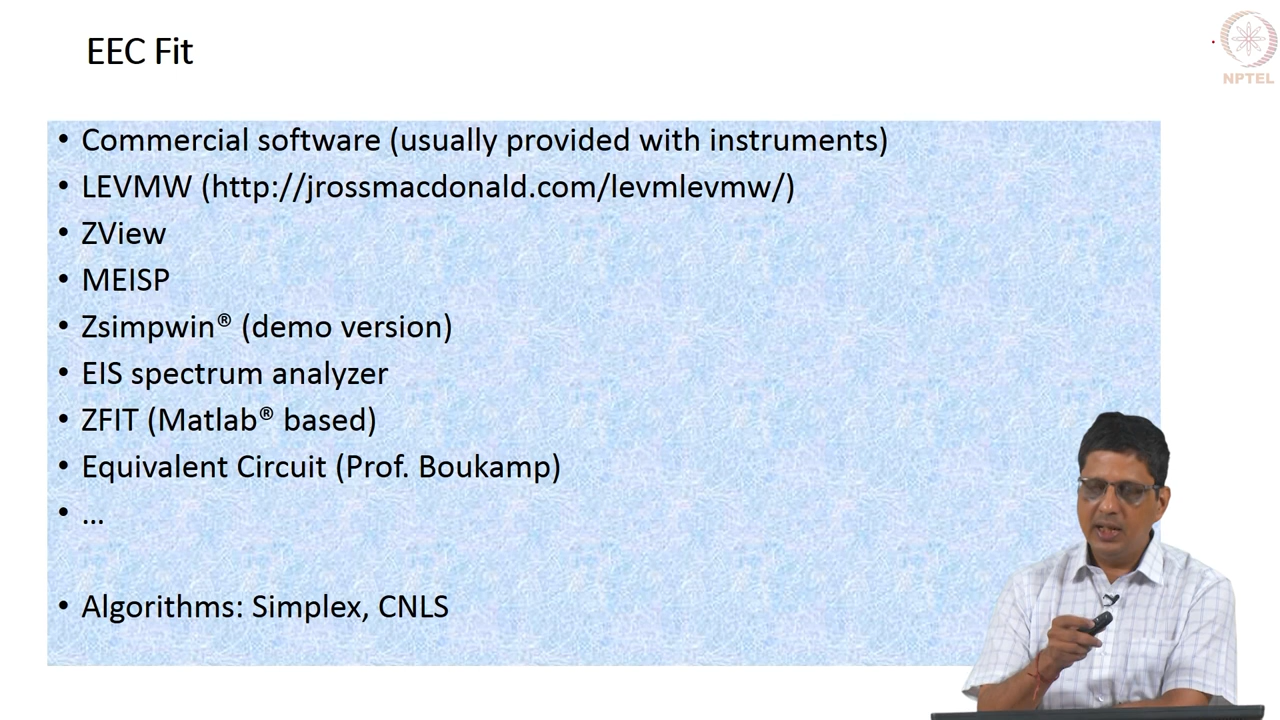 EEC Fit
NPTEL
• Commercial software (usually provided with instruments)
• LEVMW (http://jrossmacdonald.com/levmlevmw/)
• ZView
• MEISP
• Zsimpwin® (demo version)
• EIS spectrum analyzer
• ZFIT (Matlab® based)
• Equivalent Circuit (Prof. Boukamp)
• ...
• Algorithms: Simplex, CNLS